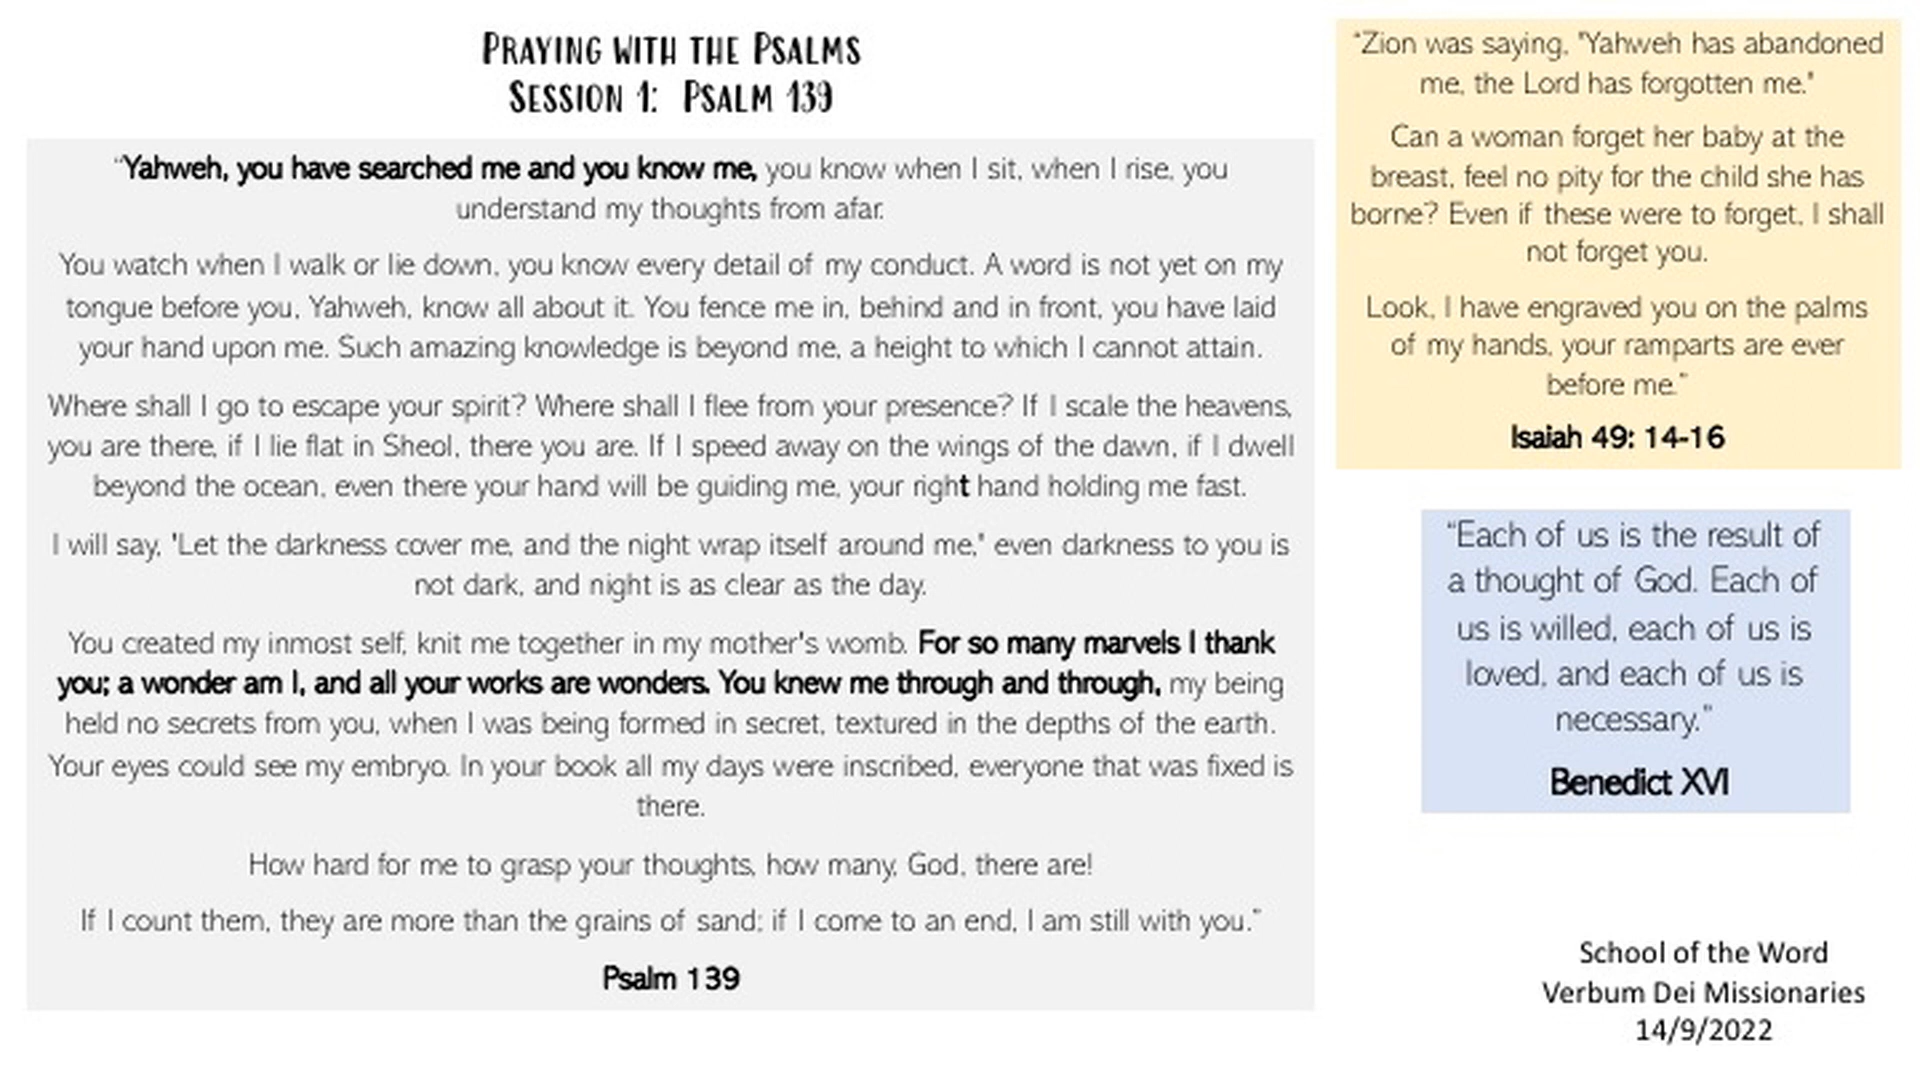 Praying with the Psalms
Session 1: Psalm 139
“Yahweh, you have searched me and you know me, you know when I sit, when I rise, you
understand my thoughts from afar.
You watch when I walk or lie down, you know every detail of my conduct. A word is not yet on my
tongue before you, Yahweh, know all about it. You fence me in, behind and in front, you have laid
your hand upon me. Such amazing knowledge is beyond me, a height to which I cannot attain.
Where shall I go to escape your spirit? Where shall I flee from your presence? If I scale the heavens,
you are there, if I lie flat in Sheol, there you are. If I speed away on the wings of the dawn, if I dwell
beyond the ocean, even there your hand will be guiding me, your right hand holding me fast.
I will say, 'Let the darkness cover me, and the night wrap itself around me,' even darkness to you is
not dark, and night is as clear as the day.
You created my inmost self, knit me together in my mother's womb. For so many marvels I thank
you; a wonder am I, and all your works are wonders. You knew me through and through, my being
held no secrets from you, when I was being formed in secret, textured in the depths of the earth.
Your eyes could see my embryo. In your book all my days were inscribed, everyone that was fixed is
there.
How hard for me to grasp your thoughts, how many, God, there are!
If I count them, they are more than the grains of sand; if I come to an end, I am still with you.”
Psalm 139
“Zion was saying, 'Yahweh has abandoned
me, the Lord has forgotten me.'
Can a woman forget her baby at the
breast, feel no pity for the child she has
borne? Even if these were to forget, I shall
not forget you.
Look, I have engraved you on the palms
of my hands, your ramparts are ever
before me.”
Isaiah 49: 14-16
“Each of us is the result of
a thought of God. Each of
us is willed, each of us is
loved, and each of us is
necessary.”
Benedict XVI
School of the Word
Verbum Dei Missionaries
14/9/2022